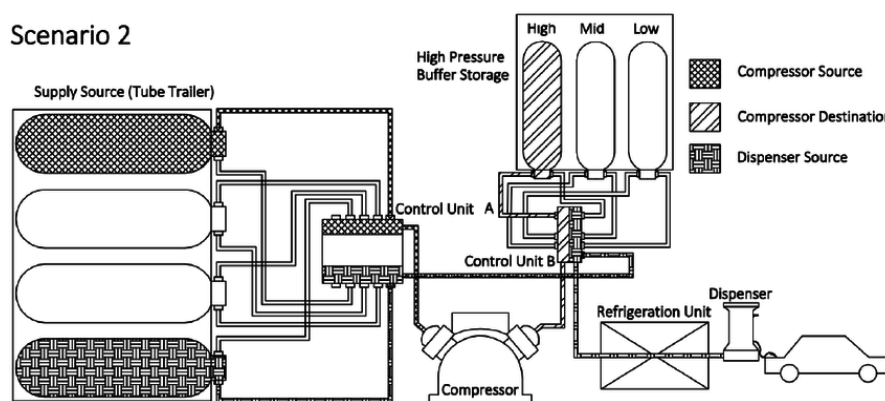 Scenario 2
Supply Source (Tube Trailer)
High Pressure
Buffer Storage
High Mid Low
Compressor Source
Compressor Destination
Dispenser Source
Control Unit A
Control Unit B
Compressor
Refrigeration Unit
Dispenser